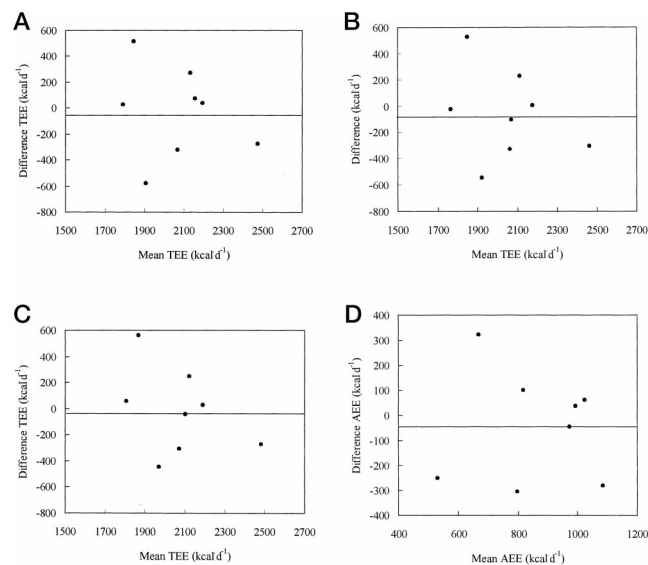 A
600
400
200
0
-200
-400
-600
-800
Difference TEE (kcal d-1)
1500 1700 1900 2100 2300 2500 2700
Mean TEE (kcal d-1)
B
600
400
200
0
-200
-400
-600
-800
Difference (kcal d-1)
1500 1700 1900 2100 2300 2500 2700
Mean TEE (kcal d-1)
C
600
400
200
0
-200
-400
-600
-800
Difference TEE (kcal d-1)
1500 1700 1900 2100 2300 2500 2700
Mean TEE (kcal d-1)
D
400
300
200
100
0
-100
-200
-300
-400
Difference AEE (kcal d-1)
400 600 800 1000 1200
Mean AEE (kcal d-1)